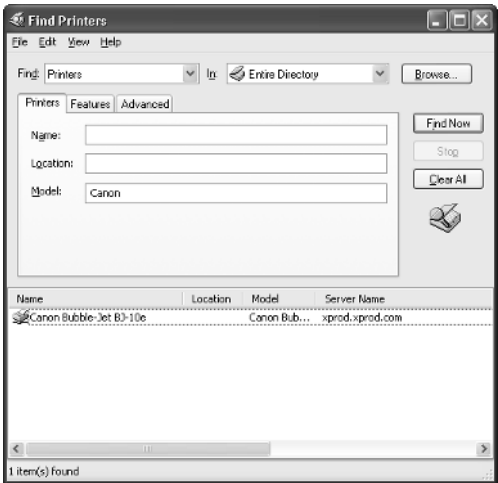 Find Printers
File Edit View Help
Find: Printers In: Entire Directory Browse...
Printers Features Advanced
Find Now
Name:
Stop
Location:
Clear All
Model: Canon
Name Location Model Server Name
Canon Bubble-Jet BJ-10e Canon Bub... xprod.xprod.com
1 item(s) found